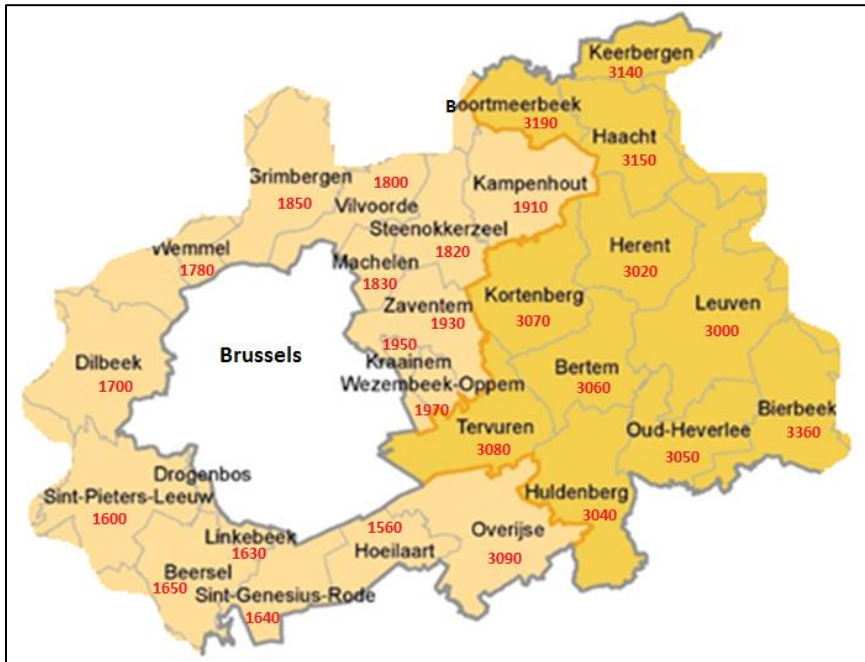 Keerbergen
3140
Boortmeerbeek
3190
Haacht
3150
Grimbergen
1850
1800
Vilvoorde
Kampenhout
1910
Steenokkerzeel
1820
Wemmel
1780
Machelen
1830
Herent
3020
Zaventem
1930
Kortenberg
3070
Leuven
3000
Brussels
1950
Kraainem
Dilbeek
1700
Wezembeek-Oppem
1970
Bertem
3060
Tervuren
3080
Oud-Heverlee
3050
Bierbeek
3360
Drogenbos
Sint-Pieters-Leeuw
1600
Huldenberg
3040
Linkebeek
1630
1560
Hoeilaart
Overijse
3090
Beersel
1650
Sint-Genesius-Rode
1640